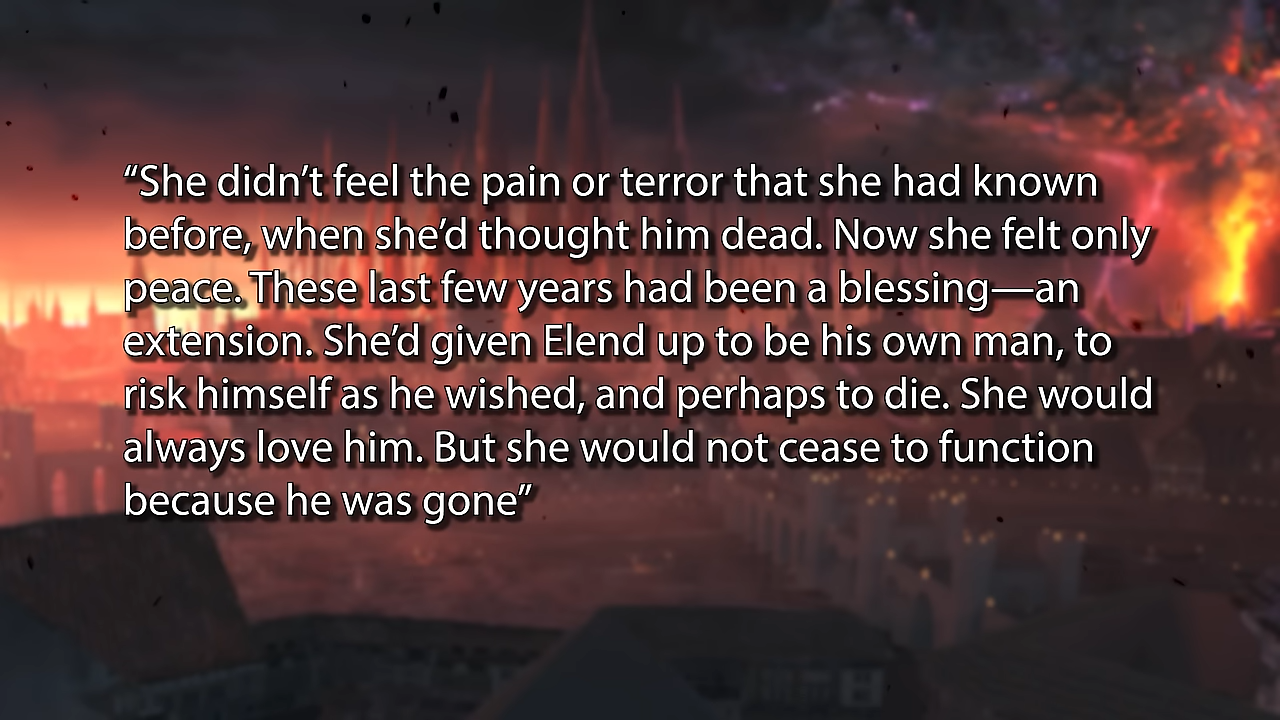 “She didn’t feel the pain or terror that she had known
before, when she’d thought him dead. Now she felt only
peace. These last few years had been a blessing—an
extension. She’d given Elend up to be his own man, to
risk himself as he wished, and perhaps to die. She would
always love him. But she would not cease to function
because he was gone”